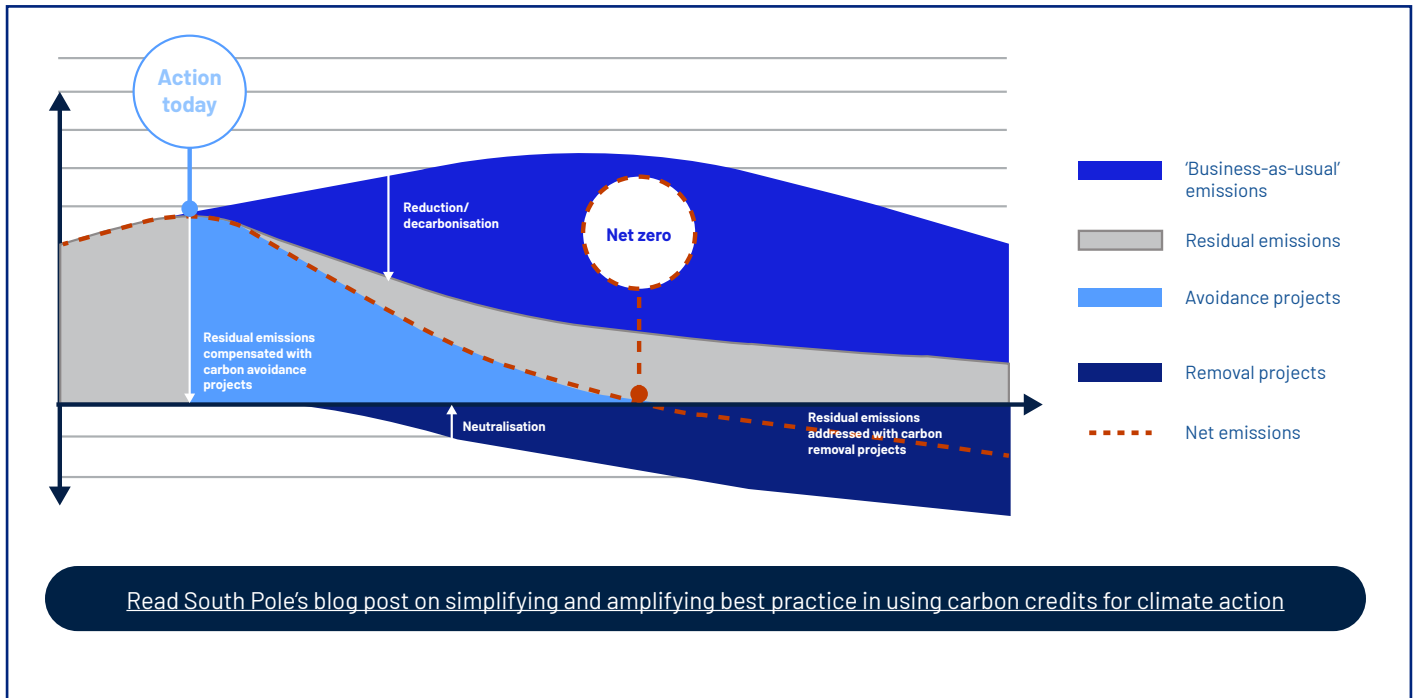 Action
today
Reduction/
decarbonisation
Net zero
Residual emissions
compensated with
carbon avoidance
projects
Neutralisation
Residual emissions
addressed with carbon
removal projects
‘Business-as-usual’
emissions
Residual emissions
Avoidance projects
Removal projects
Net emissions
Read South Pole’s blog post on simplifying and amplifying best practice in using carbon credits for climate action